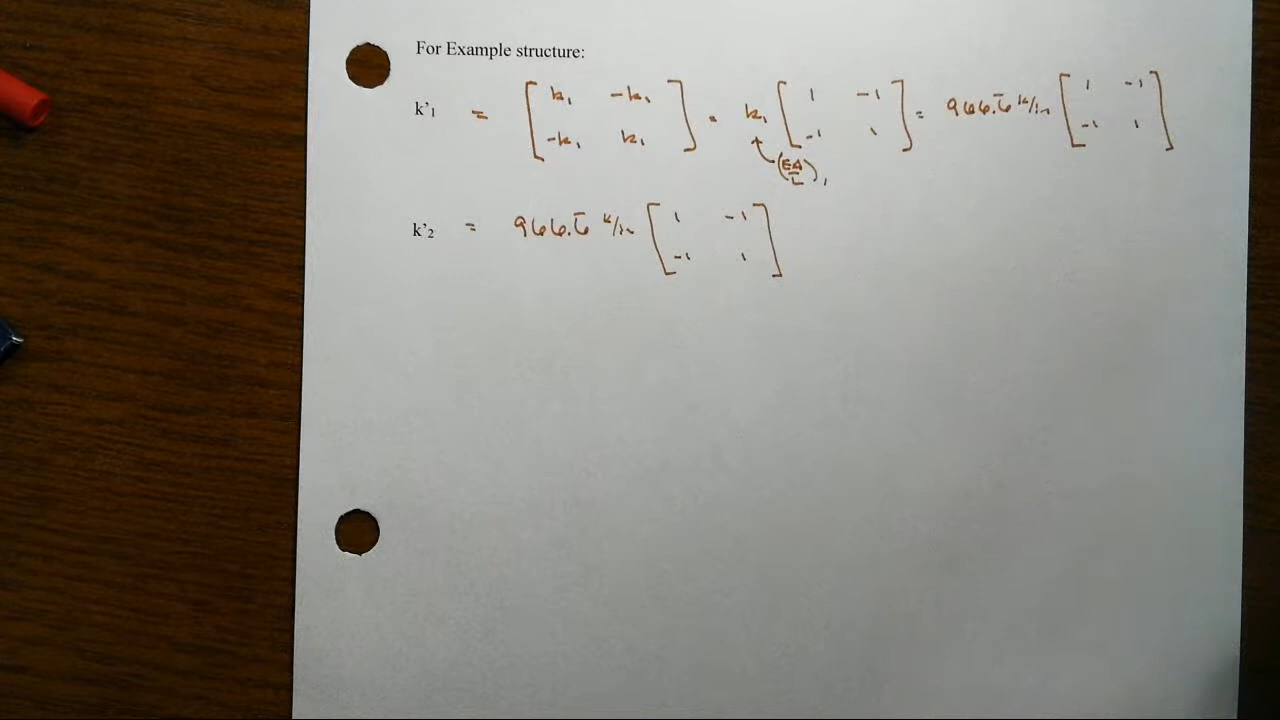 For Example structure:
k'₁ = [ k₁ -k₁ ; -k₁ k₁ ] = k₁ [ 1 -1 ; -1 1 ] = 966.6̅ k/in [ 1 -1 ; -1 1 ]
(EA/L)₁
k'₂ = 966.6̅ k/in [ 1 -1 ; -1 1 ]